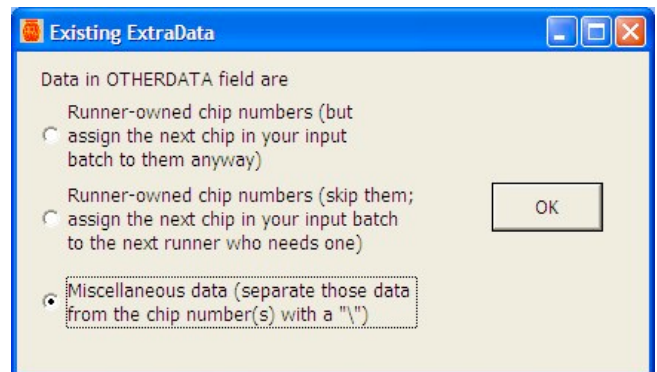 Existing ExtraData
Data in OTHERDATA field are
Runner-owned chip numbers (but
assign the next chip in your input
batch to them anyway)
Runner-owned chip numbers (skip them;
assign the next chip in your input batch
to the next runner who needs one)
OK
Miscellaneous data (separate those data
from the chip number(s) with a "\")